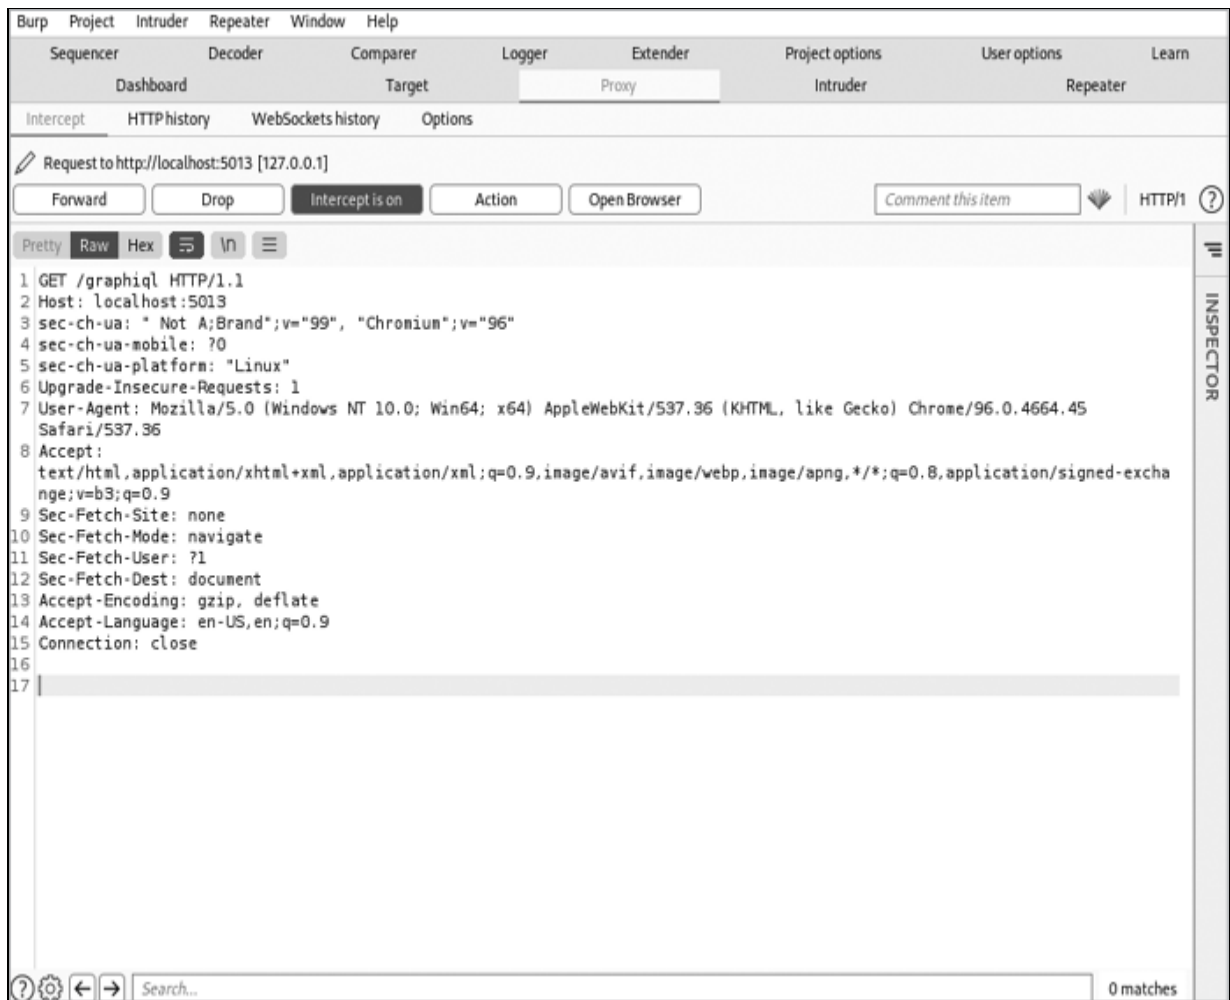 Burp Project Intruder Repeater Window Help
Sequencer Decoder Comparer Logger Extender Project options User options Learn
Dashboard Target Proxy Intruder Repeater
Intercept HTTP history WebSockets history Options
Request to http://localhost:5013 [127.0.0.1]
Forward Drop Intercept is on Action Open Browser Comment this item HTTP/1 ?
Pretty Raw Hex \n
INSPECTOR
1 GET /graphiql HTTP/1.1
2 Host: localhost:5013
3 sec-ch-ua: " Not A;Brand";v="99", "Chromium";v="96"
4 sec-ch-ua-mobile: ?0
5 sec-ch-ua-platform: "Linux"
6 Upgrade-Insecure-Requests: 1
7 User-Agent: Mozilla/5.0 (Windows NT 10.0; Win64; x64) AppleWebKit/537.36 (KHTML, like Gecko) Chrome/96.0.4664.45
Safari/537.36
8 Accept:
text/html,application/xhtml+xml,application/xml;q=0.9,image/avif,image/webp,image/apng,*/*;q=0.8,application/signed-excha
nge;v=b3;q=0.9
9 Sec-Fetch-Site: none
10 Sec-Fetch-Mode: navigate
11 Sec-Fetch-User: ?1
12 Sec-Fetch-Dest: document
13 Accept-Encoding: gzip, deflate
14 Accept-Language: en-US,en;q=0.9
15 Connection: close
16
17
? Search... 0 matches